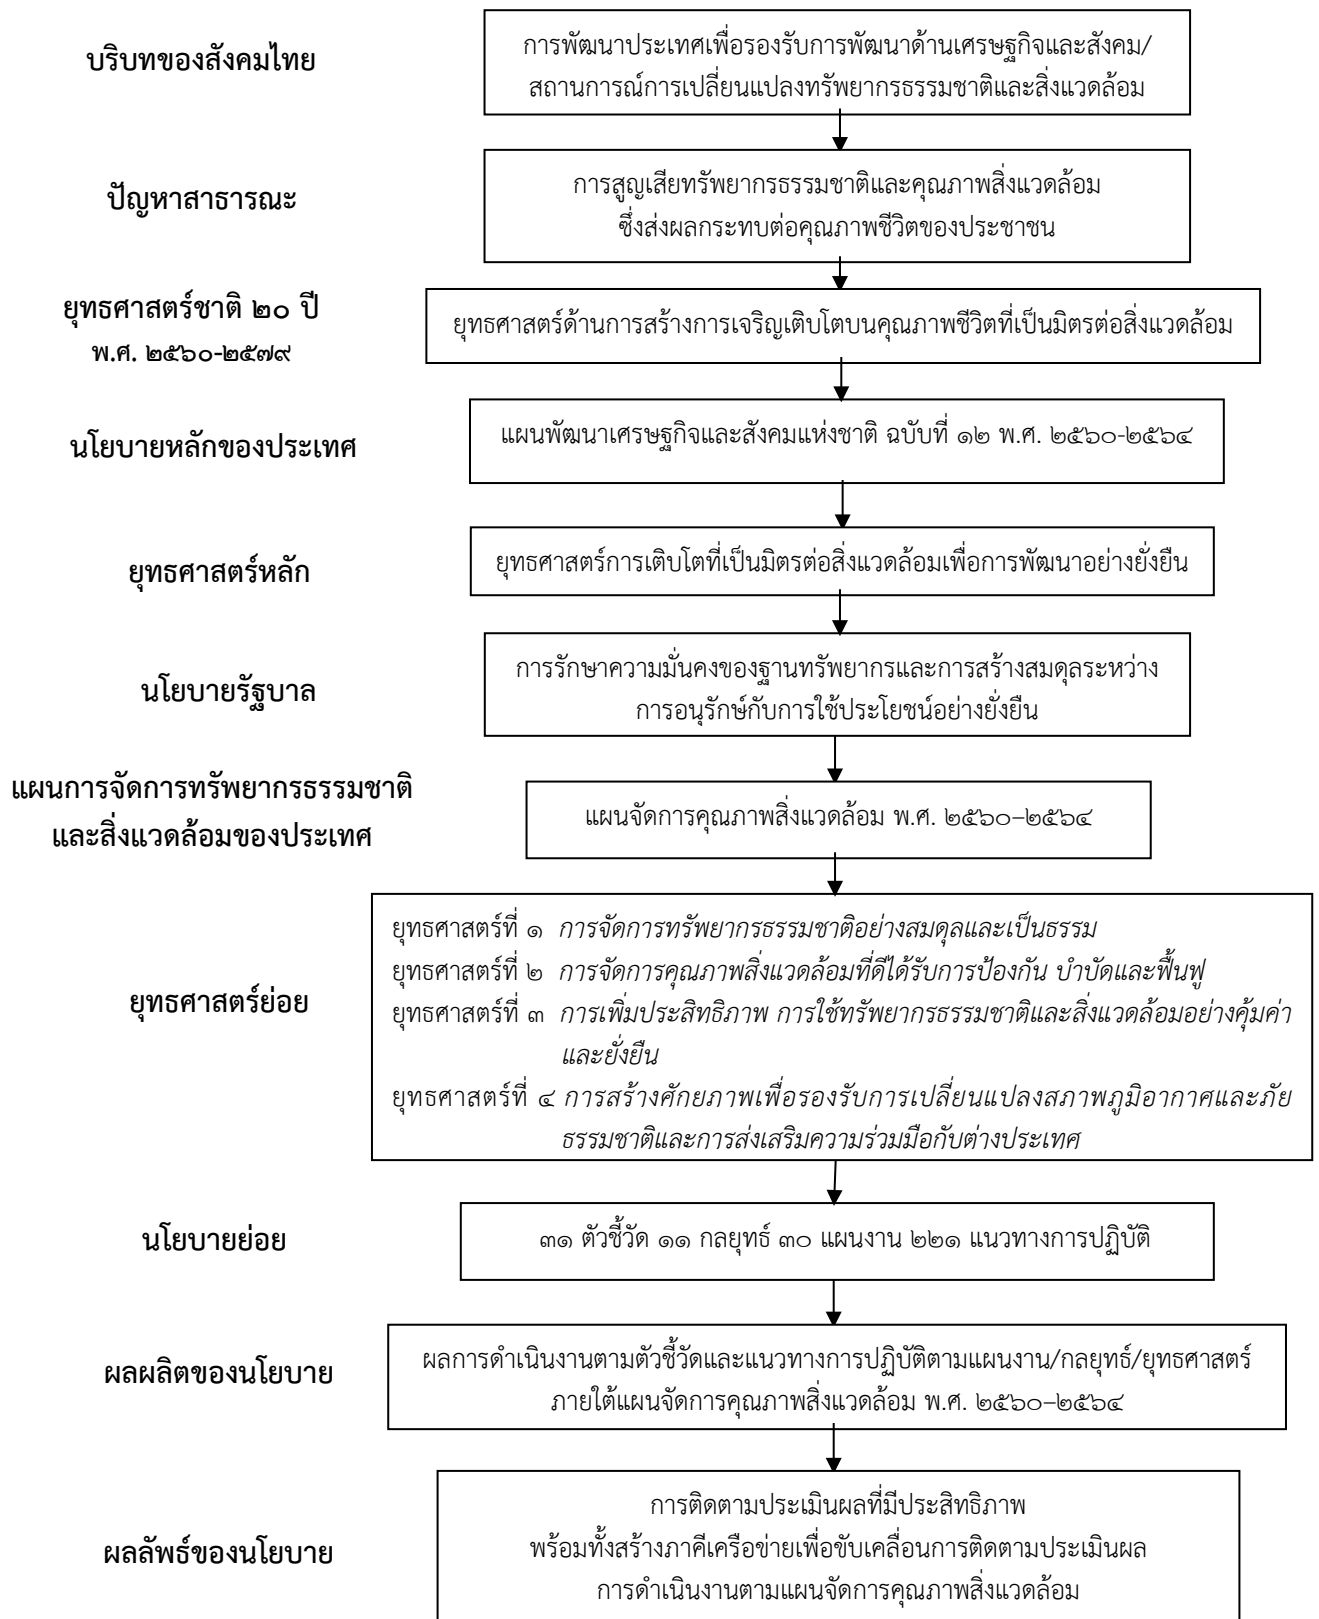 บริบทของสังคมไทย
การพัฒนาประเทศเพื่อรองรับการพัฒนาด้านเศรษฐกิจและสังคม/
สถานการณ์การเปลี่ยนแปลงทรัพยากรธรรมชาติและสิ่งแวดล้อม
ปัญหาสาธารณะ
การสูญเสียทรัพยากรธรรมชาติและคุณภาพสิ่งแวดล้อม
ซึ่งส่งผลกระทบต่อคุณภาพชีวิตของประชาชน
ยุทธศาสตร์ชาติ ๒๐ ปี
พ.ศ. ๒๕๖๐-๒๕๗๙
ยุทธศาสตร์ด้านการสร้างการเจริญเติบโตบนคุณภาพชีวิตที่เป็นมิตรต่อสิ่งแวดล้อม
นโยบายหลักของประเทศ
แผนพัฒนาเศรษฐกิจและสังคมแห่งชาติ ฉบับที่ ๑๒ พ.ศ. ๒๕๖๐-๒๕๖๔
ยุทธศาสตร์หลัก
ยุทธศาสตร์การเติบโตที่เป็นมิตรต่อสิ่งแวดล้อมเพื่อการพัฒนาอย่างยั่งยืน
นโยบายรัฐบาล
การรักษาความมั่นคงของฐานทรัพยากรและการสร้างสมดุลระหว่าง
การอนุรักษ์กับการใช้ประโยชน์อย่างยั่งยืน
แผนการจัดการทรัพยากรธรรมชาติ
และสิ่งแวดล้อมของประเทศ
แผนจัดการคุณภาพสิ่งแวดล้อม พ.ศ. ๒๕๖๐–๒๕๖๔
ยุทธศาสตร์ย่อย
ยุทธศาสตร์ที่ ๑ การจัดการทรัพยากรธรรมชาติอย่างสมดุลและเป็นธรรม
ยุทธศาสตร์ที่ ๒ การจัดการคุณภาพสิ่งแวดล้อมที่ดีได้รับการป้องกัน บำบัดและฟื้นฟู
ยุทธศาสตร์ที่ ๓ การเพิ่มประสิทธิภาพ การใช้ทรัพยากรธรรมชาติและสิ่งแวดล้อมอย่างคุ้มค่า
และยั่งยืน
ยุทธศาสตร์ที่ ๔ การสร้างศักยภาพเพื่อรองรับการเปลี่ยนแปลงสภาพภูมิอากาศและภัย
ธรรมชาติและการส่งเสริมความร่วมมือกับต่างประเทศ
นโยบายย่อย
๓๑ ตัวชี้วัด ๑๑ กลยุทธ์ ๓๐ แผนงาน ๒๒๑ แนวทางการปฏิบัติ
ผลผลิตของนโยบาย
ผลการดำเนินงานตามตัวชี้วัดและแนวทางการปฏิบัติตามแผนงาน/กลยุทธ์/ยุทธศาสตร์
ภายใต้แผนจัดการคุณภาพสิ่งแวดล้อม พ.ศ. ๒๕๖๐–๒๕๖๔
ผลลัพธ์ของนโยบาย
การติดตามประเมินผลที่มีประสิทธิภาพ
พร้อมทั้งสร้างภาคีเครือข่ายเพื่อขับเคลื่อนการติดตามประเมินผล
การดำเนินงานตามแผนจัดการคุณภาพสิ่งแวดล้อม